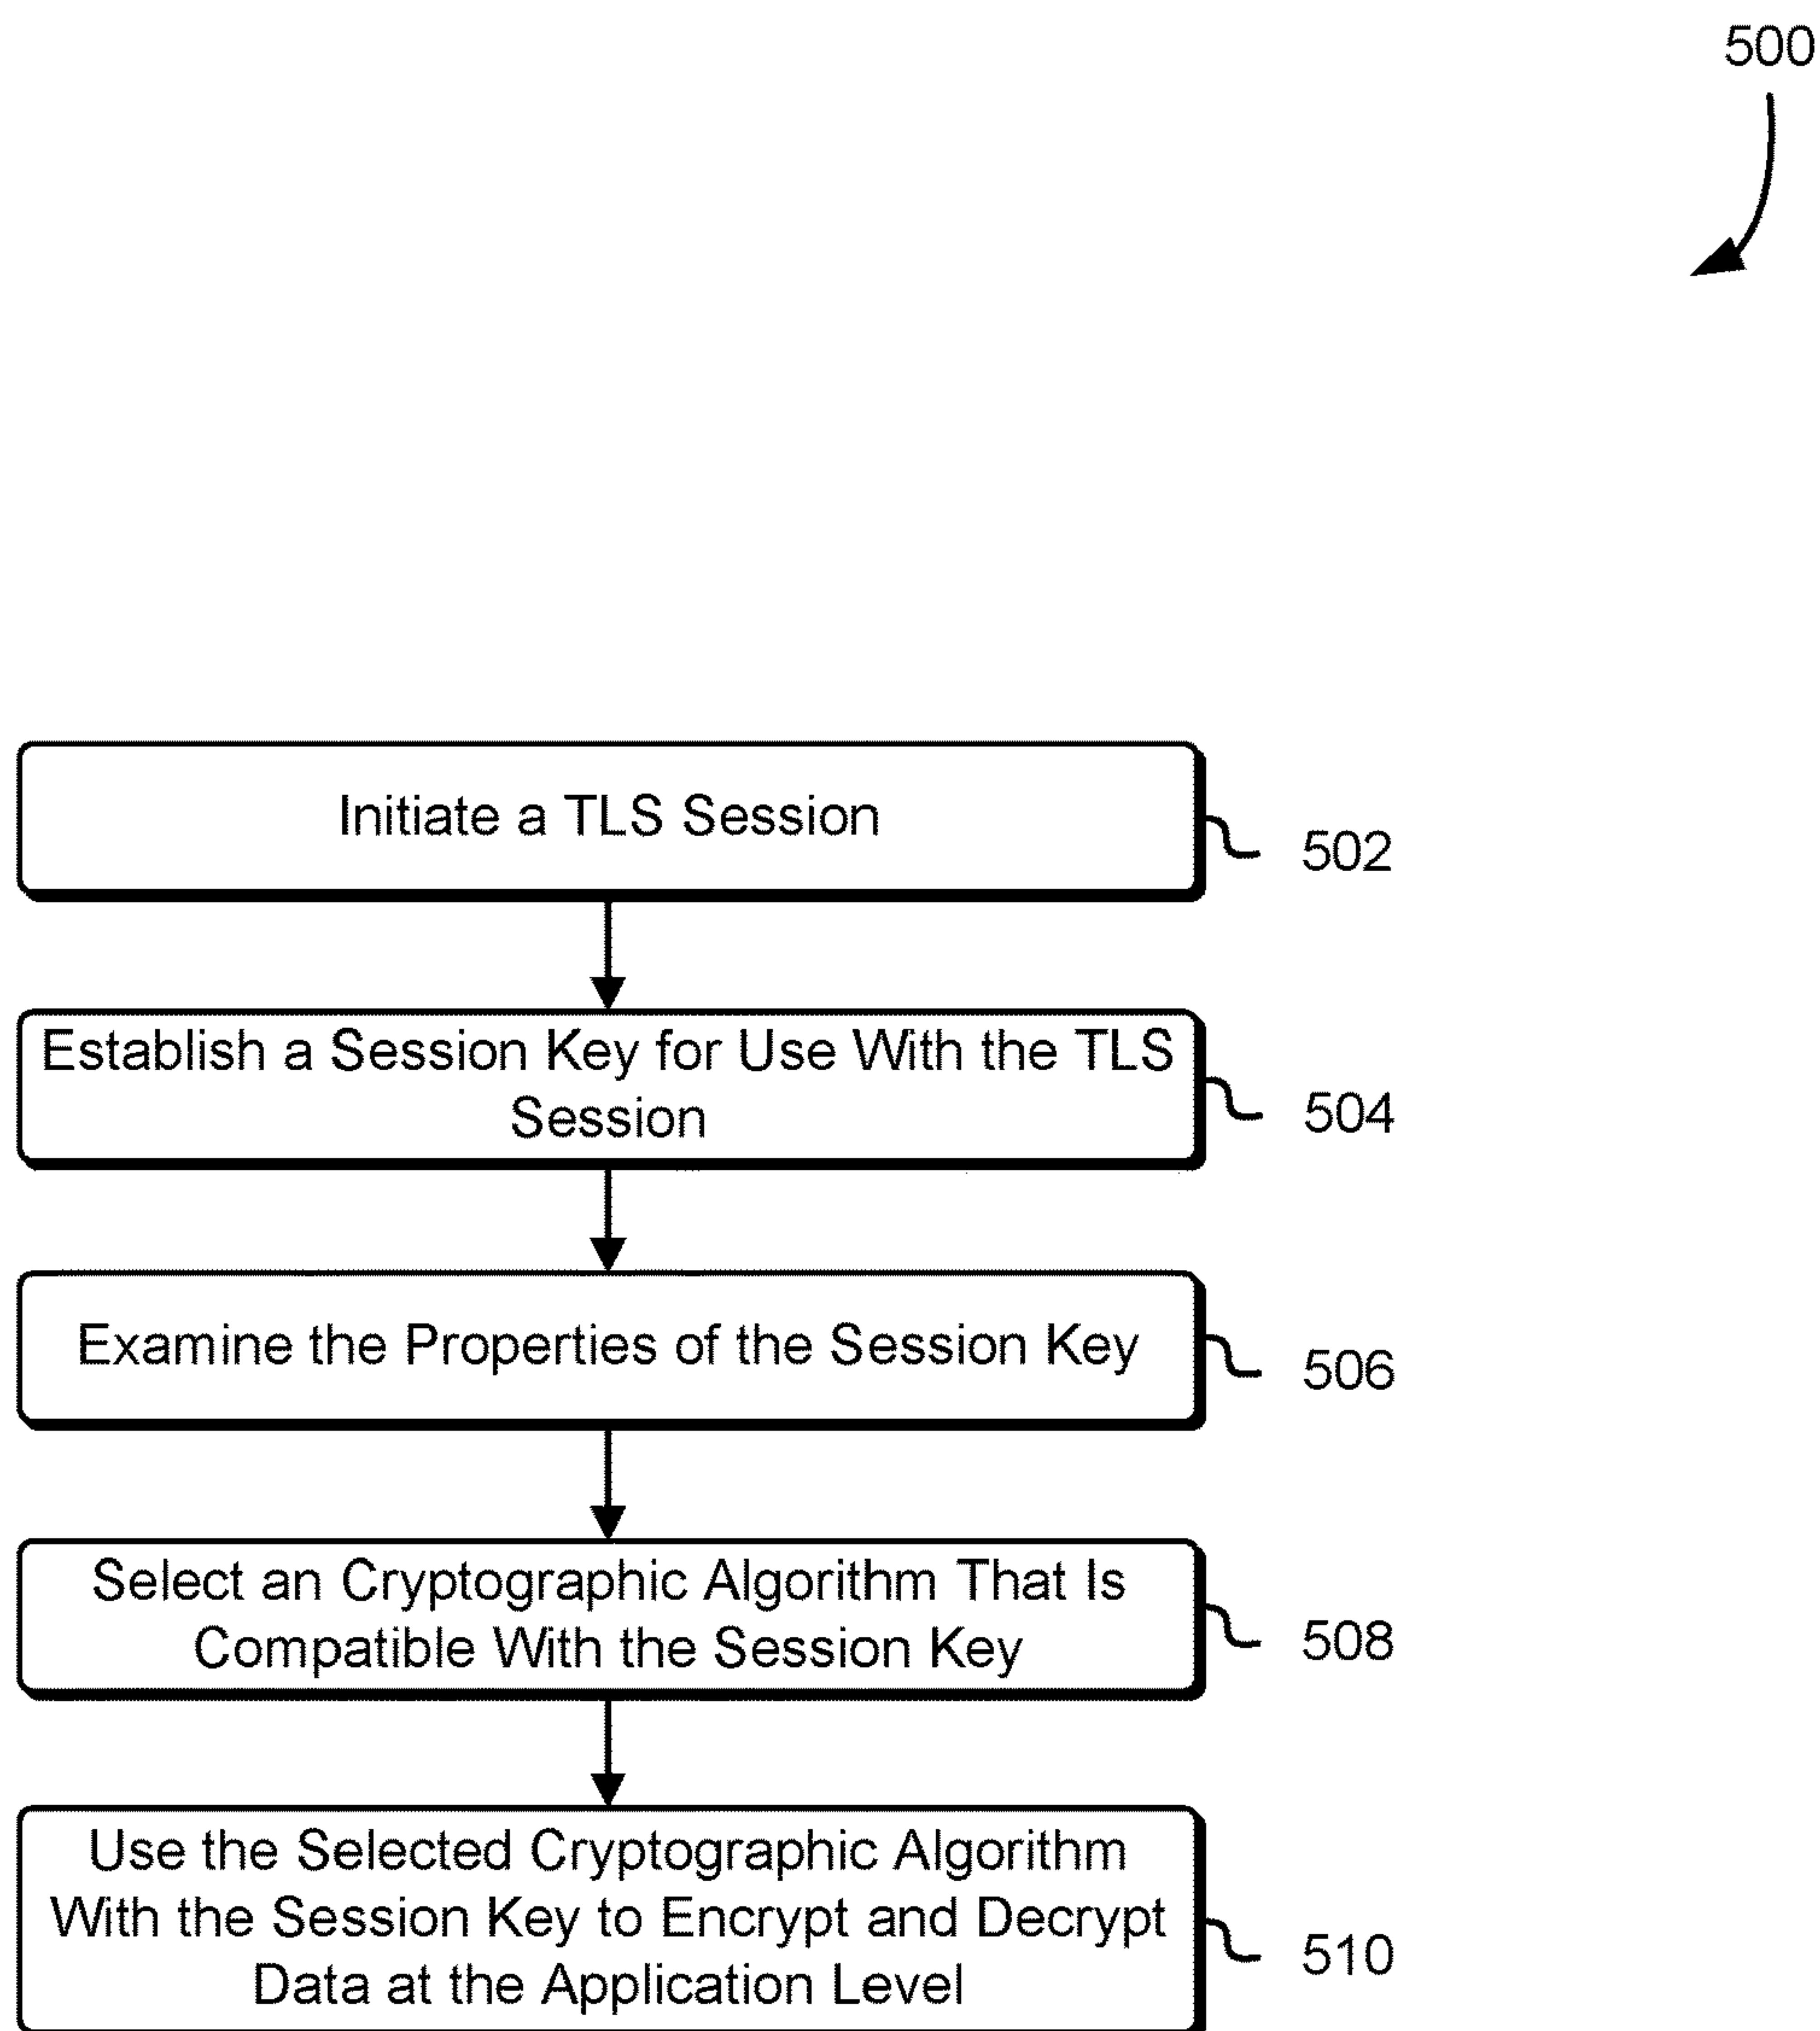 500
Initiate a TLS Session
502
Establish a Session Key for Use With the TLS
Session
504
Examine the Properties of the Session Key
506
Select an Cryptographic Algorithm That Is
Compatible With the Session Key
508
Use the Selected Cryptographic Algorithm
With the Session Key to Encrypt and Decrypt
Data at the Application Level
510